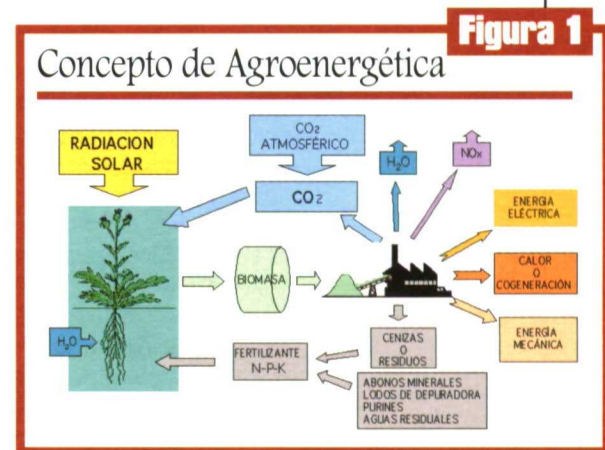 Figura 1
Concepto de Agroenergética
RADIACION
SOLAR
CO2
ATMOSFÉRICO
CO2
H2O
NOx
ENERGIA
ELÉCTRICA
CALOR
O
COGENERACIÓN
ENERGÍA
MECÁNICA
BIOMASA
H2O
FERTILIZANTE
N-P-K
CENIZAS
O
RESIDUOS
ABONOS MINERALES
LODOS DE DEPURADORA
PURINES
AGUAS RESIDUALES